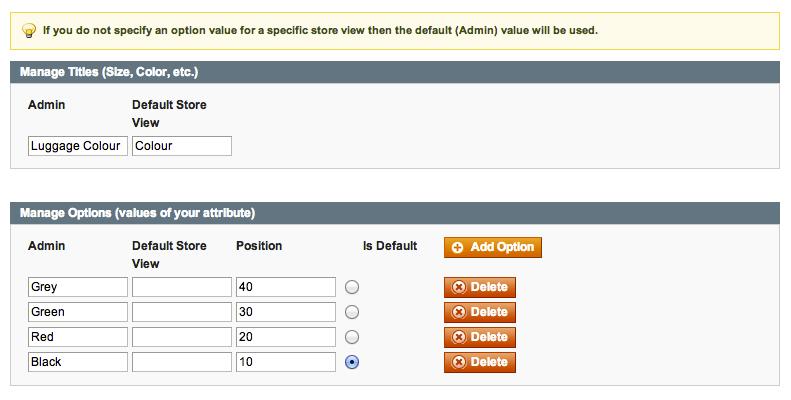 If you do not specify an option value for a specific store view then the default (Admin) value will be used.
Manage Titles (Size, Color, etc.)
Admin Default Store
View
Luggage Colour Colour
Manage Options (values of your attribute)
Admin Default Store Position Is Default Add Option
View
Grey 40 Delete
Green 30 Delete
Red 20 Delete
Black 10 Delete